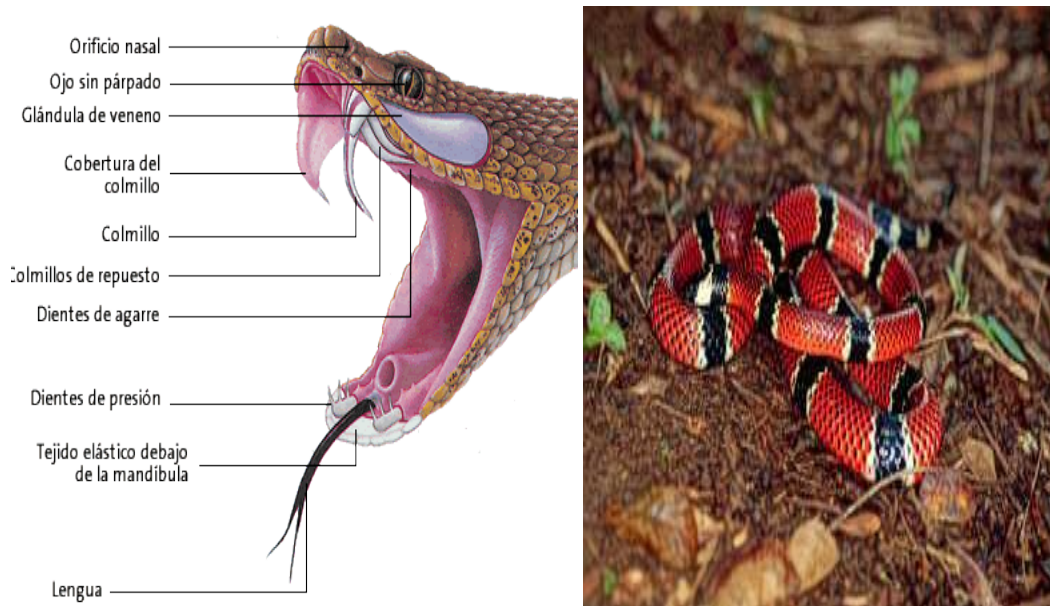 Orificio nasal
Ojo sin párpado
Glándula de veneno
Cobertura del
colmillo
Colmillo
Colmillos de repuesto
Dientes de agarre
Dientes de presión
Tejido elástico debajo
de la mandíbula
Lengua